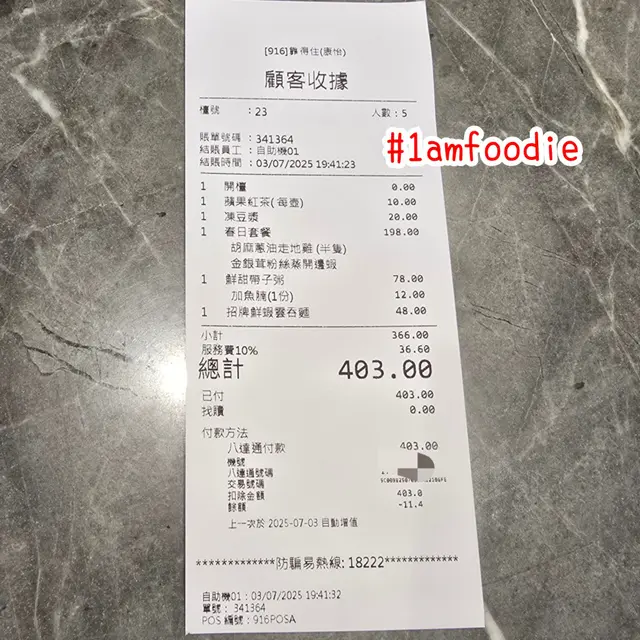 [916]靠得住(康怡)
顧客收據
#1amfoodie
檯號 : 23 人數 : 5
賬單號碼 : 341364
結賬員工 : 自助機01
結賬時間 : 03/07/2025 19:41:23
1 開檯 0.00
1 蘋果紅茶(每壺) 10.00
1 凍豆漿 20.00
1 春日套餐 198.00
胡麻蔥油走地雞 (半隻)
金銀茸粉絲蒸開邊蝦
1 鮮甜帶子粥 78.00
加魚腩(1份) 12.00
1 招牌鮮蝦雲吞麵 48.00
小計 366.00
服務費10% 36.60
總計 403.00
已付 403.00
找贖 0.00
付款方法
八達通付款 403.00
機號
八達通號碼
交易號碼
扣除金額 403.0
餘額 -11.4
上一次於 2025-07-03 自動增值
*************防騙易熱線: 18222*************
自助機01 : 03/07/2025 19:41:32
單號 : 341364
POS 編號 : 916POSA